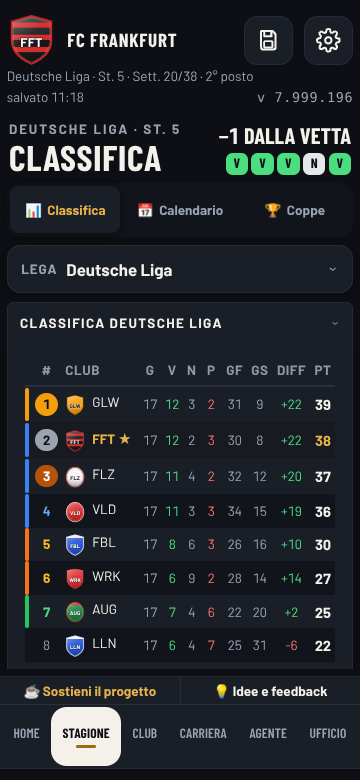 FFT
FC FRANKFURT
Deutsche Liga · St. 5 · Sett. 20/38 · 2° posto
salvato 11:18
v 7.999.196
DEUTSCHE LIGA · ST. 5
CLASSIFICA
−1 DALLA VETTA
V V V N V
📊 Classifica
📅 Calendario
🏆 Coppe
LEGA Deutsche Liga
CLASSIFICA DEUTSCHE LIGA
# CLUB G V N P GF GS DIFF PT
1 GLW GLW 17 12 3 2 31 9 +22 39
2 FFT FFT ★ 17 12 2 3 30 8 +22 38
3 FLZ FLZ 17 11 4 2 32 12 +20 37
4 VLD VLD 17 11 3 3 34 15 +19 36
5 FBL FBL 17 8 6 3 26 16 +10 30
6 WRK WRK 17 6 9 2 28 14 +14 27
7 AUG AUG 17 7 4 6 22 20 +2 25
8 LLN LLN 17 6 4 7 25 31 -6 22
☕ Sostieni il progetto
💡 Idee e feedback
HOME STAGIONE CLUB CARRIERA AGENTE UFFICIO